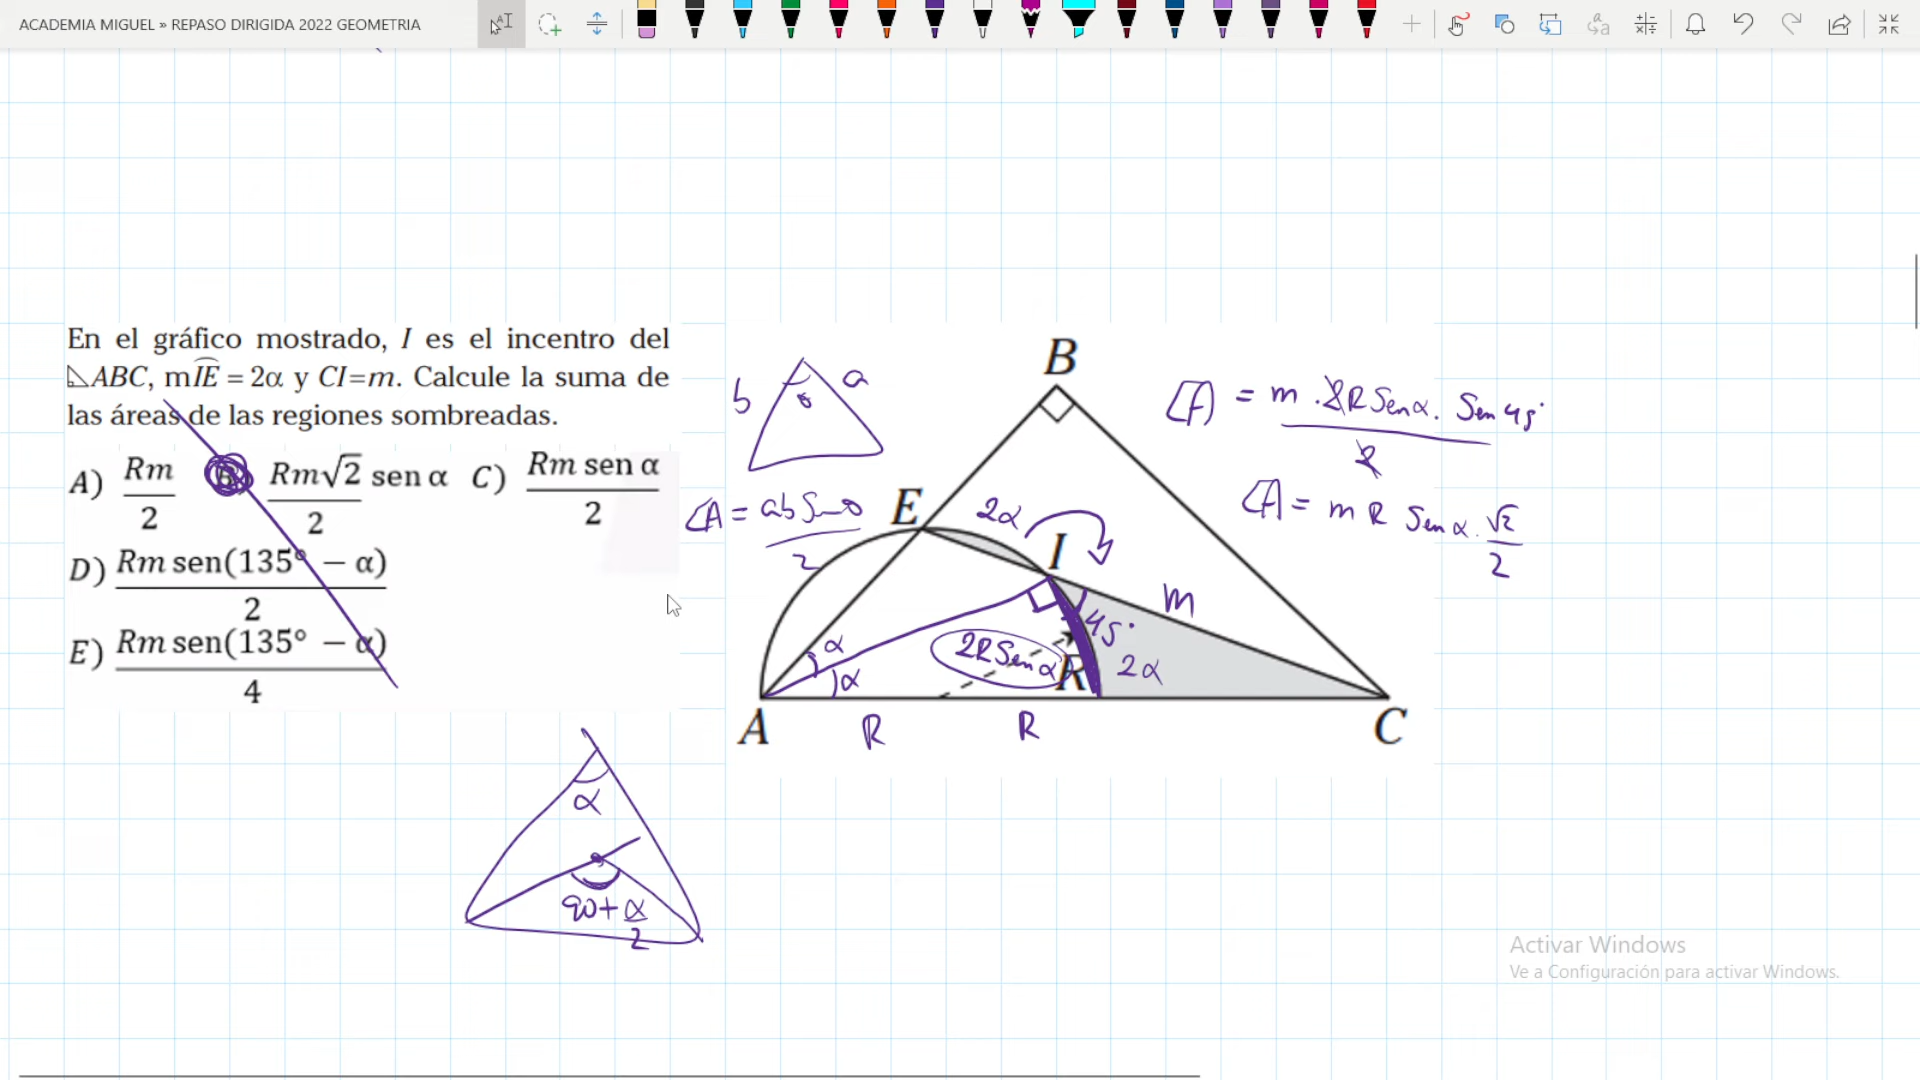 ACADEMIA MIGUEL » REPASO DIRIGIDA 2022 GEOMETRIA
En el gráfico mostrado, I es el incentro del
◺ABC, mIE = 2α y CI=m. Calcule la suma de
las áreas de las regiones sombreadas.
A) Rm/2 Rm√2/2 sen α C) Rm sen α/2
D) Rm sen(135° − α)/2
E) Rm sen(135° − α)/4
b a
θ
A = ab Senθ/2
B
E
2α
I
m
45°
2α
α
α
2R Sen α
R
A
R
R
C
A = m . 2R Sen α . Sen 45°/2
A = m R Sen α . √2/2
α
90 + α/2
Activar Windows
Ve a Configuración para activar Windows.